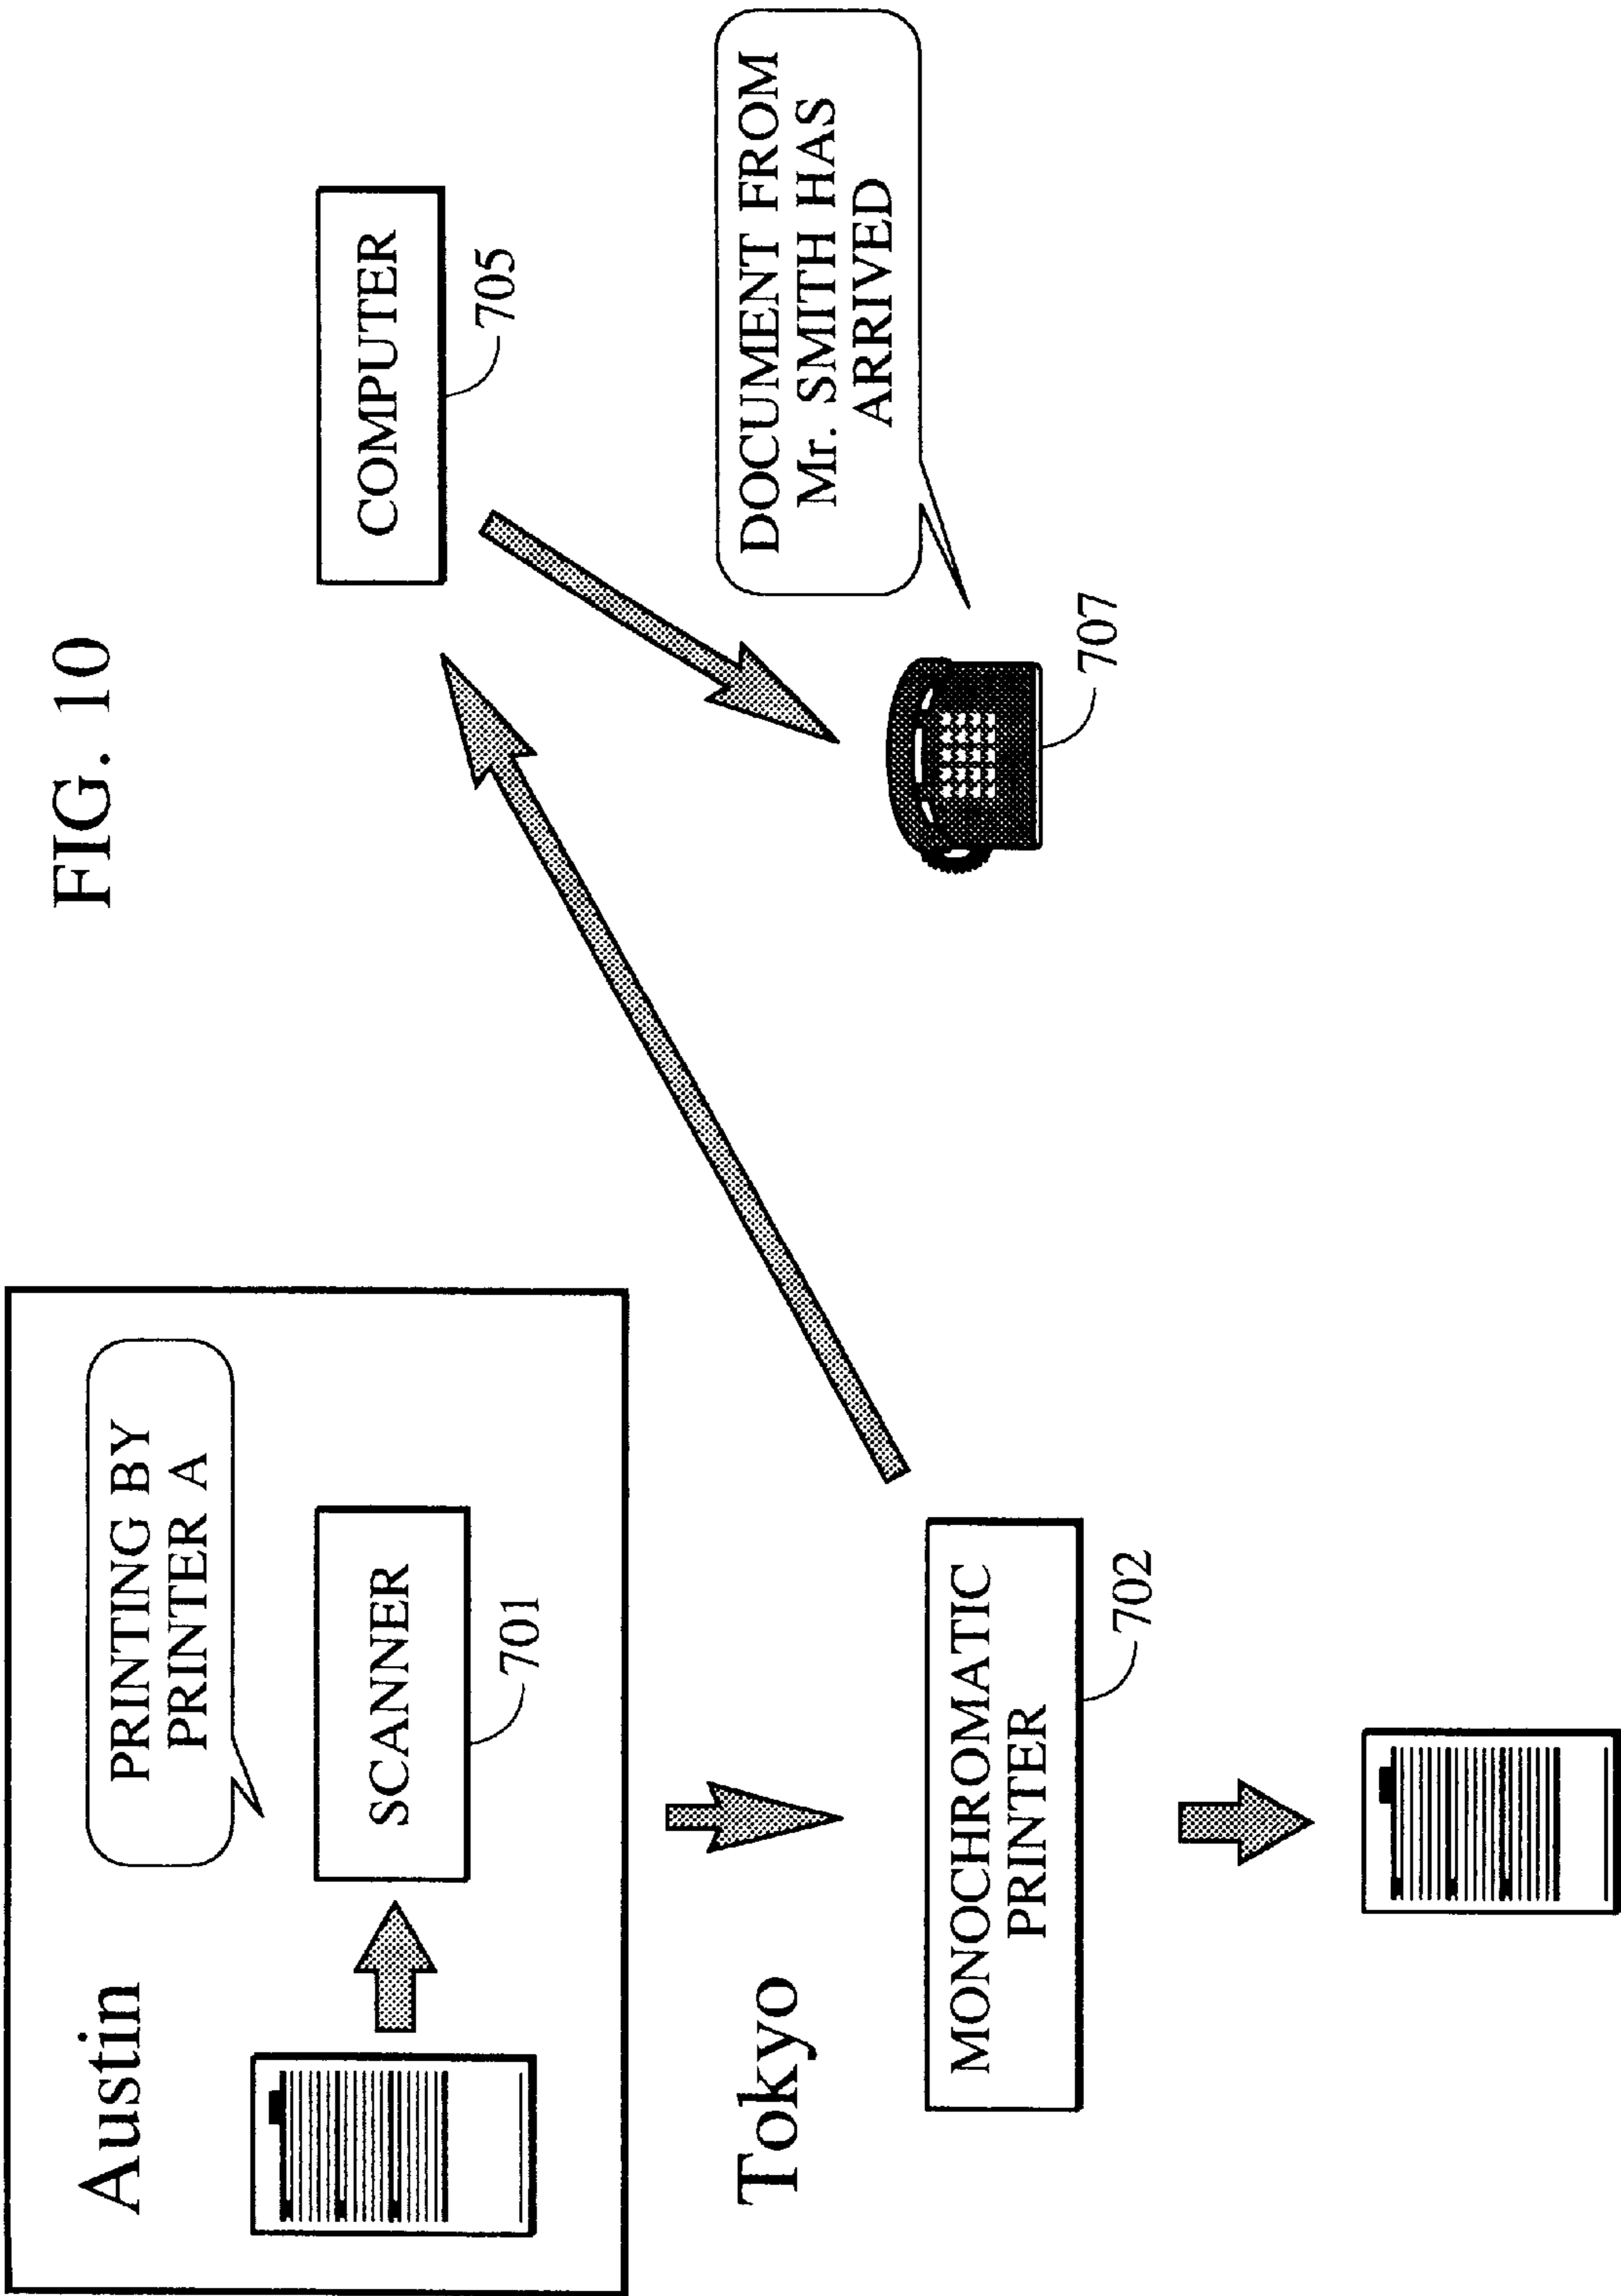 FIG. 10
Austin
PRINTING BY
PRINTER A
SCANNER
701
Tokyo
MONOCHROMATIC
PRINTER
702
COMPUTER
705
DOCUMENT FROM
Mr. SMITH HAS
ARRIVED
707